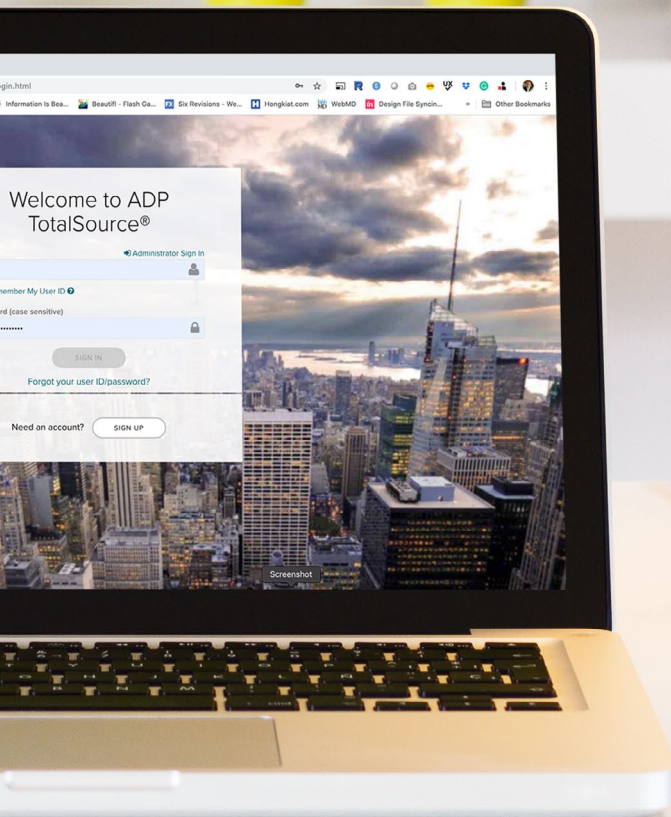 gin.html
Information Is Bea... Beautifl - Flash Ga... Six Revisions - We... Hongkiat.com WebMD Design File Syncin... » Other Bookmarks
Welcome to ADP
TotalSource®
Administrator Sign In
member My User ID
rd (case sensitive)
SIGN IN
Forgot your user ID/password?
Need an account? SIGN UP
Screenshot